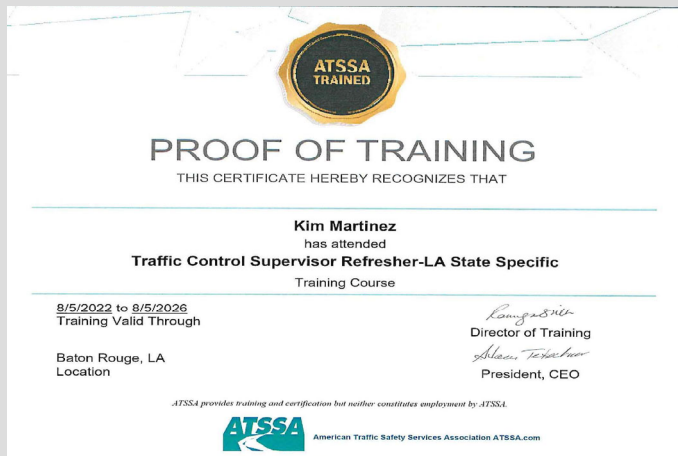 ATSSA
TRAINED
PROOF OF TRAINING
THIS CERTIFICATE HEREBY RECOGNIZES THAT
Kim Martinez
has attended
Traffic Control Supervisor Refresher-LA State Specific
Training Course
8/5/2022 to 8/5/2026
Training Valid Through
Director of Training
Baton Rouge, LA
Location
President, CEO
ATSSA provides training and certification but neither constitutes employment by ATSSA.
ATSSA
American Traffic Safety Services Association ATSSA.com